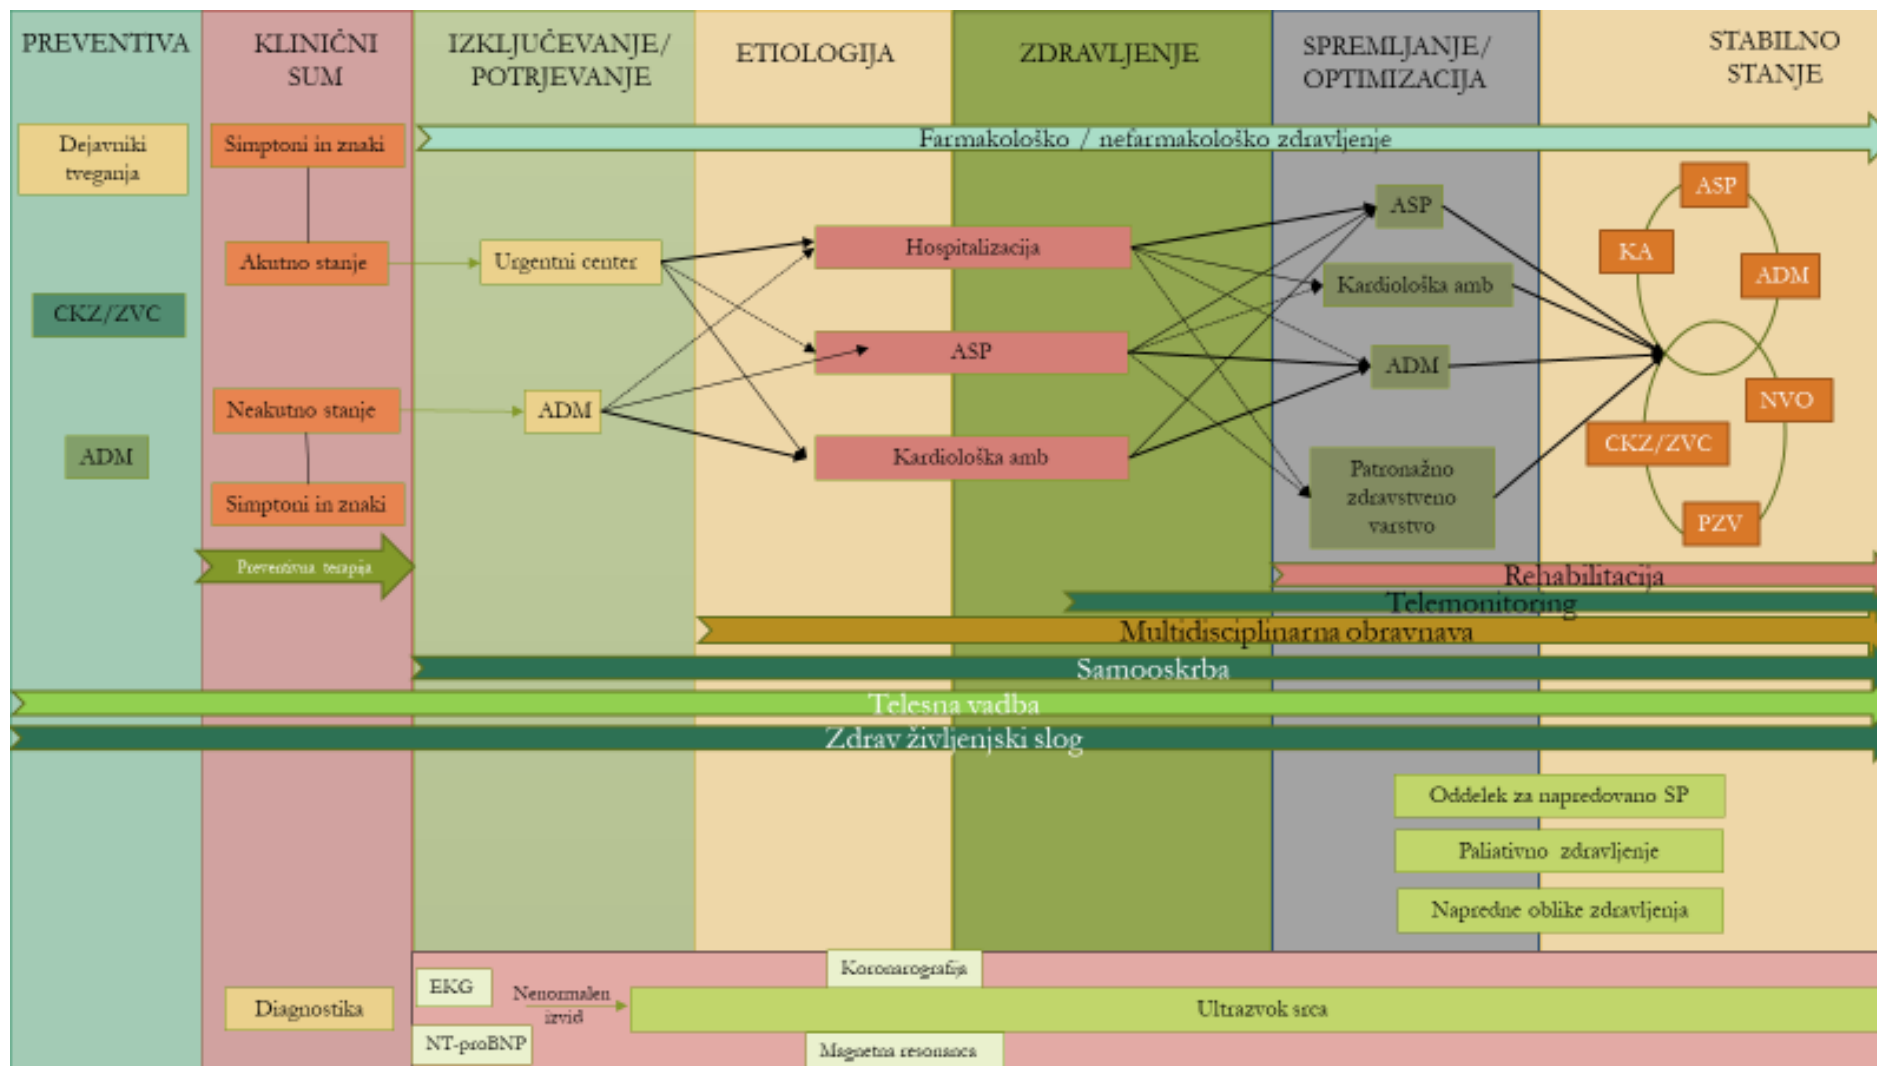 PREVENTIVA
KLINIČNI
SUM
IZKLJUČEVANJE/
POTRJEVANJE
ETIOLOGIJA
ZDRAVLJENJE
SPREMLJANJE/
OPTIMIZACIJA
STABILNO
STANJE
Dejavniki
tveganja
CKZ/ZVC
ADM
Simptoni in znaki
Akutno stanje
Neakutno stanje
Simptoni in znaki
Preventivna terapija
Farmakološko / nefarmakološko zdravljenje
Urgentni center
ADM
Hospitalizacija
ASP
Kardiološka amb
ASP
Kardiološka amb
ADM
Patronažno
zdravstveno
varstvo
ASP
KA
ADM
NVO
CKZ/ZVC
PZV
Rehabilitacija
Telemonitoring
Multidisciplinarna obravnava
Samooskrba
Telesna vadba
Zdrav življenjski slog
Oddelek za napredovano SP
Paliativno zdravljenje
Napredne oblike zdravljenja
Diagnostika
EKG
NT-proBNP
Nenormalen
izvid
Koronarografija
Ultrazvok srca
Magnetna resonanca